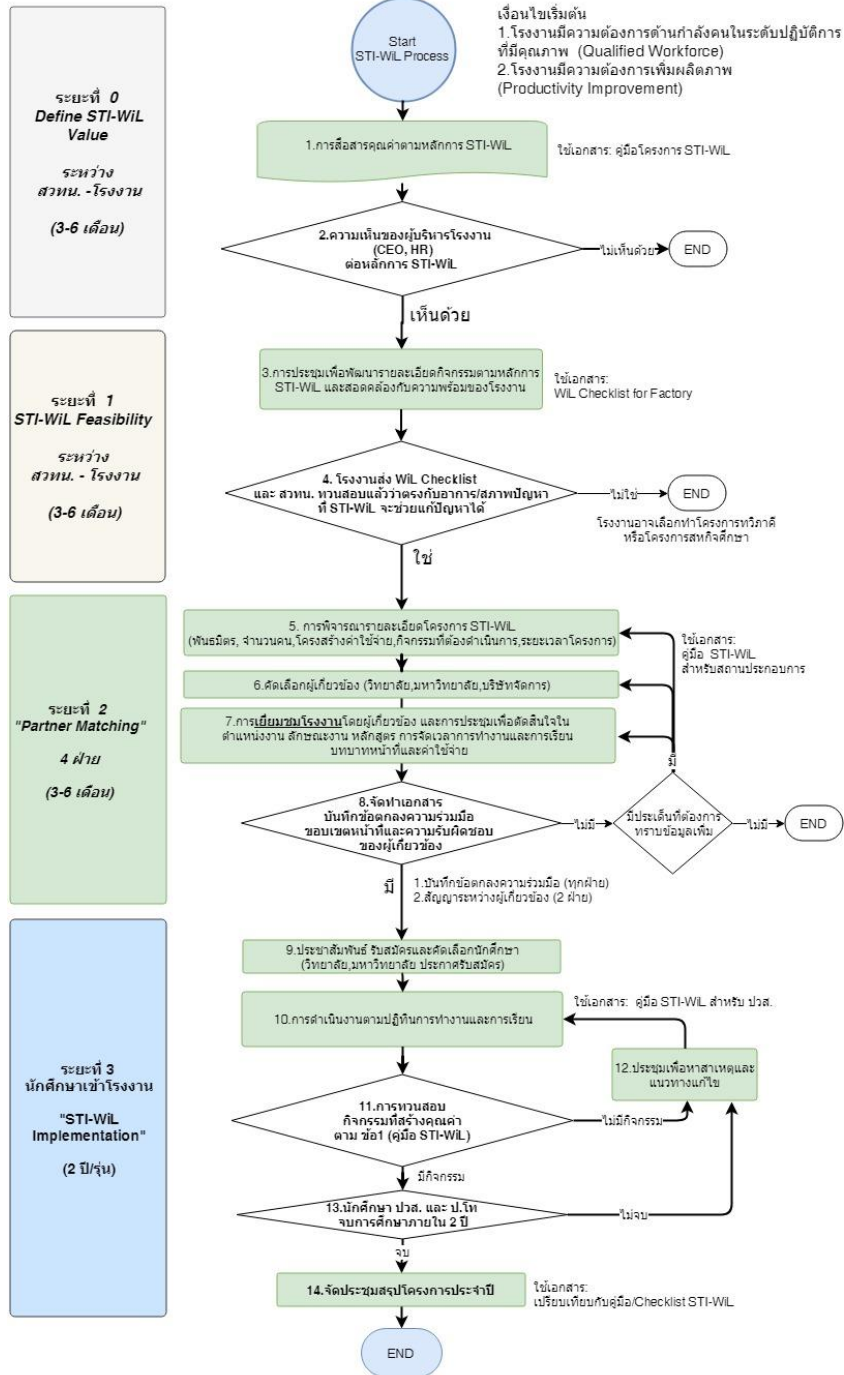 Start
STI-WiL Process
เงื่อนไขเริ่มต้น
1.โรงงานมีความต้องการด้านกำลังคนในระดับปฏิบัติการ
ที่มีคุณภาพ (Qualified Workforce)
2.โรงงานมีความต้องการเพิ่มผลิตภาพ
(Productivity Improvement)
ระยะที่ 0
Define STI-WiL
Value
ระหว่าง
สวทน. -โรงงาน
(3-6 เดือน)
1.การสื่อสารคุณค่าตามหลักการ STI-WiL
ใช้เอกสาร: คู่มือโครงการ STI-WiL
2.ความเห็นของผู้บริหารโรงงาน
(CEO, HR)
ต่อหลักการ STI-WiL
ไม่เห็นด้วย
END
เห็นด้วย
ระยะที่ 1
STI-WiL Feasibility
ระหว่าง
สวทน. - โรงงาน
(3-6 เดือน)
3.การประชุมเพื่อพัฒนารายละเอียดกิจกรรมตามหลักการ
STI-WiL และสอดคล้องกับความพร้อมของโรงงาน
ใช้เอกสาร:
WiL Checklist for Factory
4. โรงงานส่ง WiL Checklist
และ สวทน. ทวนสอบแล้วว่าตรงกับอาการ/สภาพปัญหา
ที่ STI-WiL จะช่วยแก้ปัญหาได้
ไม่ใช่
END
โรงงานอาจเลือกทำโครงการทวิภาคี
หรือโครงการสหกิจศึกษา
ใช่
ระยะที่ 2
"Partner Matching"
4 ฝ่าย
(3-6 เดือน)
5. การพิจารณารายละเอียดโครงการ STI-WiL
(พันธมิตร, จำนวนคน,โครงสร้างค่าใช้จ่าย,กิจกรรมที่ต้องดำเนินการ,ระยะเวลาโครงการ)
ใช้เอกสาร:
คู่มือ STI-WiL
สำหรับสถานประกอบการ
6.คัดเลือกผู้เกี่ยวข้อง (วิทยาลัย,มหาวิทยาลัย,บริษัทจัดการ)
7.การเยี่ยมชมโรงงานโดยผู้เกี่ยวข้อง และการประชุมเพื่อตัดสินใจใน
ตำแหน่งงาน ลักษณะงาน หลักสูตร การจัดเวลาการทำงานและการเรียน
บทบาทหน้าที่และค่าใช้จ่าย
มี
8.จัดทำเอกสาร
บันทึกข้อตกลงความร่วมมือ
ขอบเขตหน้าที่และความรับผิดชอบ
ของผู้เกี่ยวข้อง
ไม่มี
มีประเด็นที่ต้องการ
ทราบข้อมูลเพิ่ม
ไม่มี
END
มี
1.บันทึกข้อตกลงความร่วมมือ (ทุกฝ่าย)
2.สัญญาระหว่างผู้เกี่ยวข้อง (2 ฝ่าย)
ระยะที่ 3
นักศึกษาเข้าโรงงาน
"STI-WiL
Implementation"
(2 ปี/รุ่น)
9.ประชาสัมพันธ์ รับสมัครและคัดเลือกนักศึกษา
(วิทยาลัย,มหาวิทยาลัย ประกาศรับสมัคร)
ใช้เอกสาร: คู่มือ STI-WiL สำหรับ ปวส.
10.การดำเนินงานตามปฏิทินการทำงานและการเรียน
12.ประชุมเพื่อหาสาเหตุและ
แนวทางแก้ไข
11.การทวนสอบ
กิจกรรมที่สร้างคุณค่า
ตาม ข้อ1 (คู่มือ STI-WiL)
ไม่มีกิจกรรม
มีกิจกรรม
13.นักศึกษา ปวส. และ ป.โท
จบการศึกษาภายใน 2 ปี
ไม่จบ
จบ
14.จัดประชุมสรุปโครงการประจำปี
ใช้เอกสาร:
เปรียบเทียบกับคู่มือ/Checklist STI-WiL
END